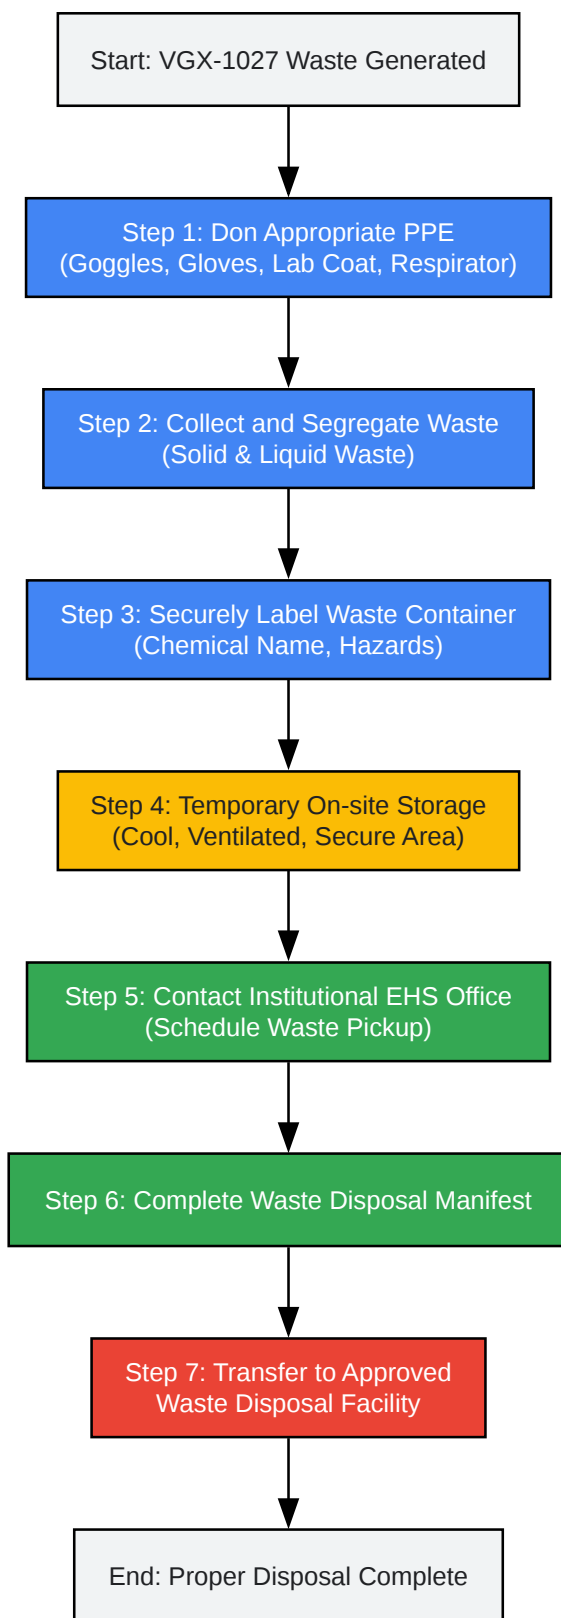 Start: VGX-1027 Waste Generated
Step 1: Don Appropriate PPE
(Goggles, Gloves, Lab Coat, Respirator)
Step 2: Collect and Segregate Waste
(Solid & Liquid Waste)
Step 3: Securely Label Waste Container
(Chemical Name, Hazards)
Step 4: Temporary On-site Storage
(Cool, Ventilated, Secure Area)
Step 5: Contact Institutional EHS Office
(Schedule Waste Pickup)
Step 6: Complete Waste Disposal Manifest
Step 7: Transfer to Approved
Waste Disposal Facility
End: Proper Disposal Complete